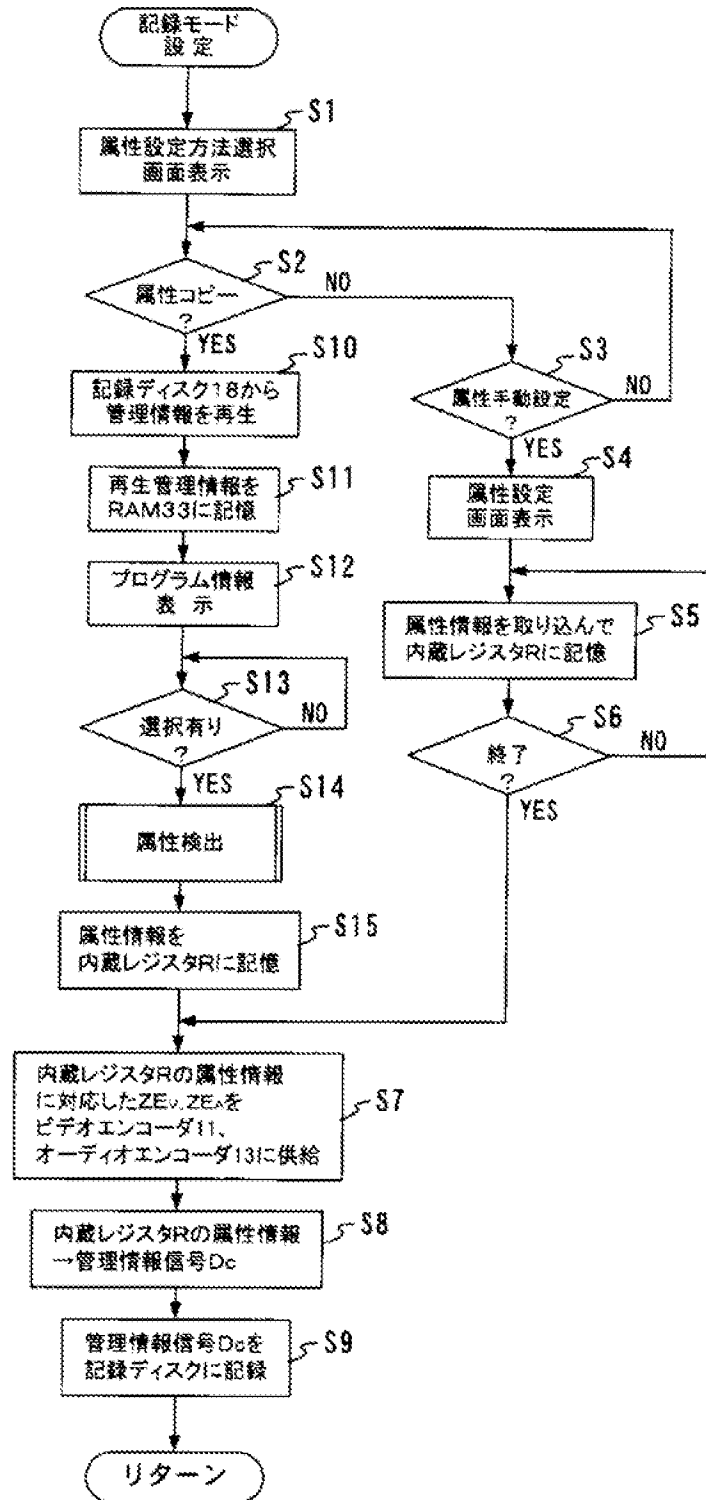 記録モード
設定
S1
属性設定方法選択
画面表示
S2
属性コピー
?
NO
YES
S3
属性手動設定
?
NO
YES
S4
属性設定
画面表示
S5
属性情報を取り込んで
内蔵レジスタRに記憶
S6
終了
?
NO
YES
S10
記録ディスク18から
管理情報を再生
S11
再生管理情報を
RAM33に記憶
S12
プログラム情報
表示
S13
選択有り
?
NO
YES
S14
属性検出
S15
属性情報を
内蔵レジスタRに記憶
S7
内蔵レジスタRの属性情報
に対応したZEV,ZEAを
ビデオエンコーダ11、
オーディオエンコーダ13に供給
S8
内蔵レジスタRの属性情報
→管理情報信号Dc
S9
管理情報信号Dcを
記録ディスクに記録
リターン